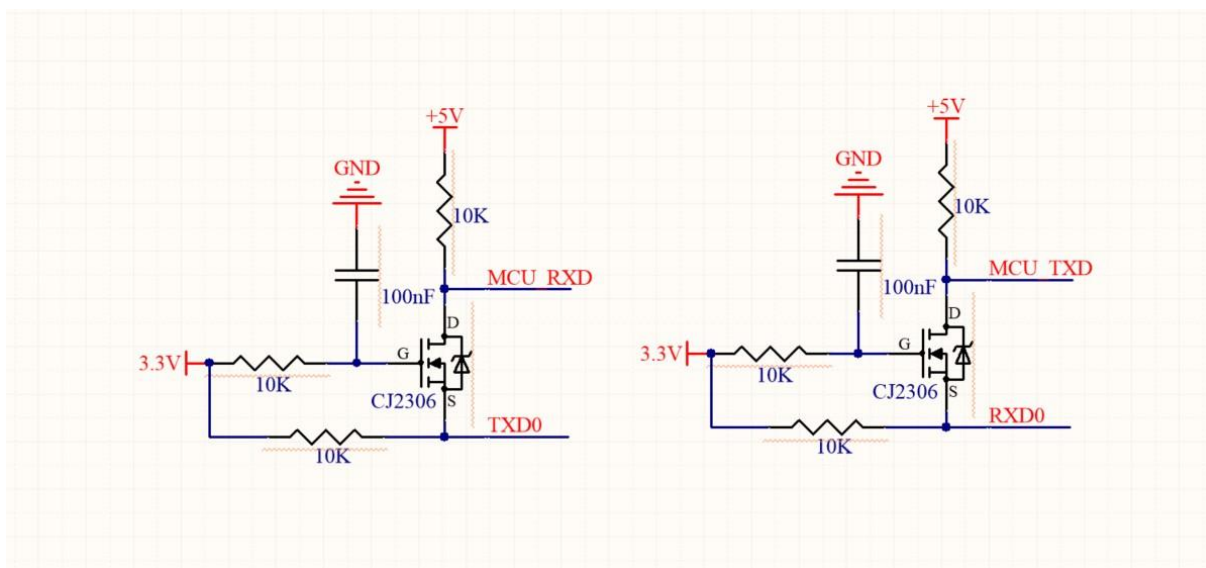 +5V
GND
10K
MCU_RXD
100nF
D
G
3.3V
10K
CJ2306
S
TXD0
10K
+5V
GND
10K
MCU_TXD
100nF
D
G
3.3V
10K
CJ2306
S
RXD0
10K